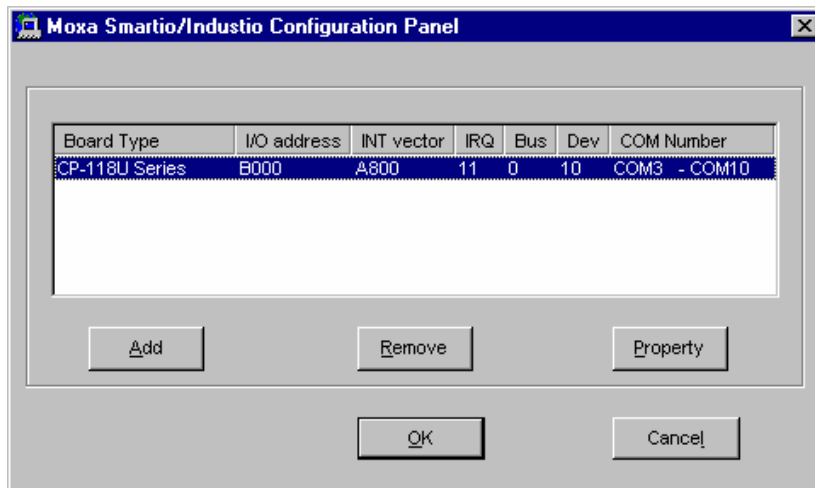 Moxa Smartio/Industio Configuration Panel
Board Type I/O address INT vector IRQ Bus Dev COM Number
CP-118U Series B000 A800 11 0 10 COM3 - COM10
Add Remove Property
OK Cancel